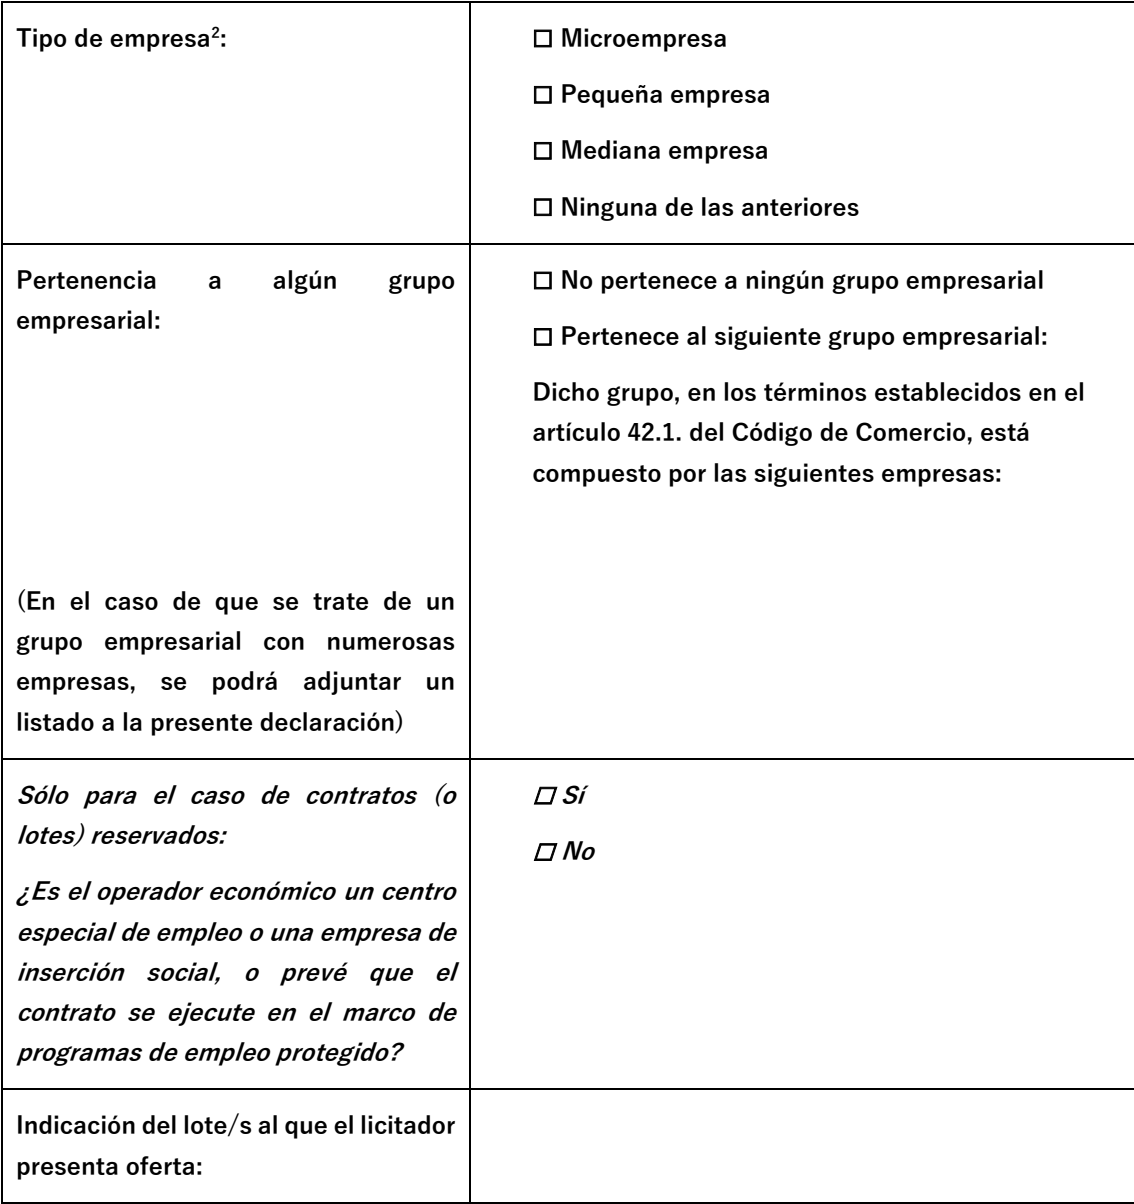 Tipo de empresa²:
☐ Microempresa
☐ Pequeña empresa
☐ Mediana empresa
☐ Ninguna de las anteriores
Pertenencia a algún grupo
empresarial:
(En el caso de que se trate de un
grupo empresarial con numerosas
empresas, se podrá adjuntar un
listado a la presente declaración)
☐ No pertenece a ningún grupo empresarial
☐ Pertenece al siguiente grupo empresarial:
Dicho grupo, en los términos establecidos en el
artículo 42.1. del Código de Comercio, está
compuesto por las siguientes empresas:
Sólo para el caso de contratos (o
lotes) reservados:
¿Es el operador económico un centro
especial de empleo o una empresa de
inserción social, o prevé que el
contrato se ejecute en el marco de
programas de empleo protegido?
☐ Sí
☐ No
Indicación del lote/s al que el licitador
presenta oferta: